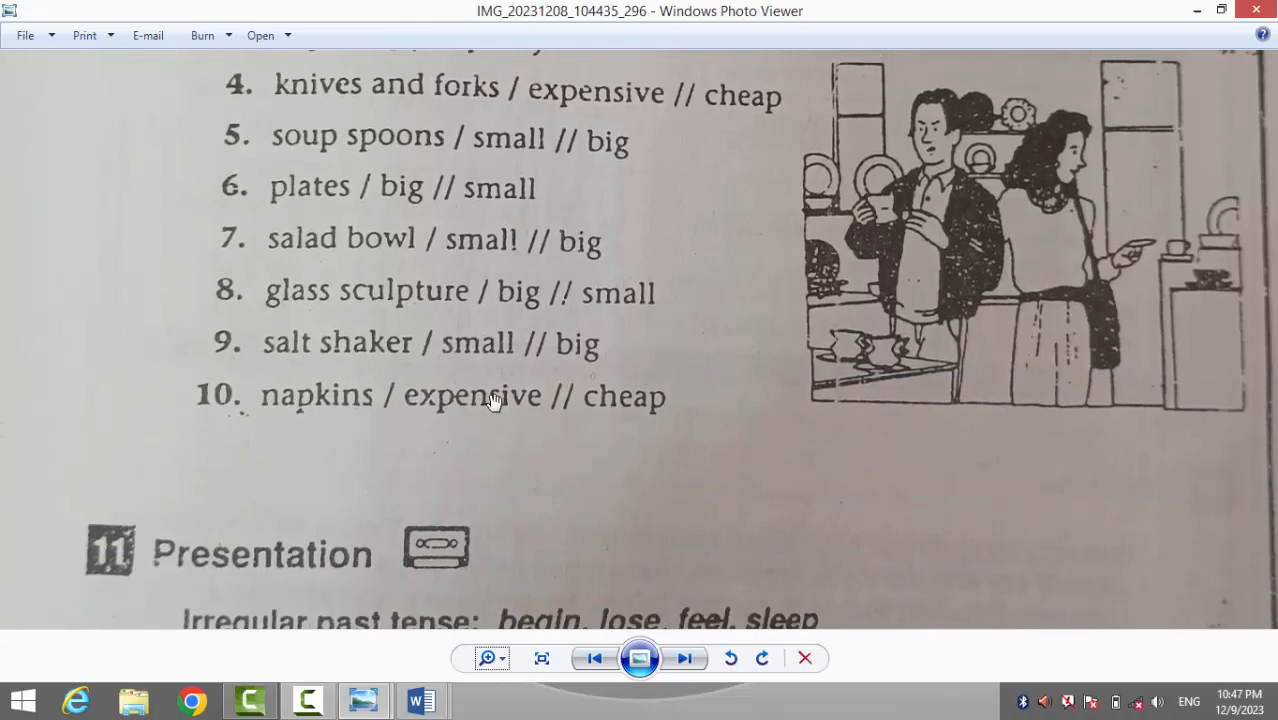 IMG_20231208_104435_296 - Windows Photo Viewer
File Print E-mail Burn Open
4. knives and forks / expensive // cheap
5. soup spoons / small // big
6. plates / big // small
7. salad bowl / small // big
8. glass sculpture / big // small
9. salt shaker / small // big
10. napkins / expensive // cheap
11 Presentation
Irregular past tense: begin, lose, feel, sleep
ENG
10:47 PM
12/9/2023